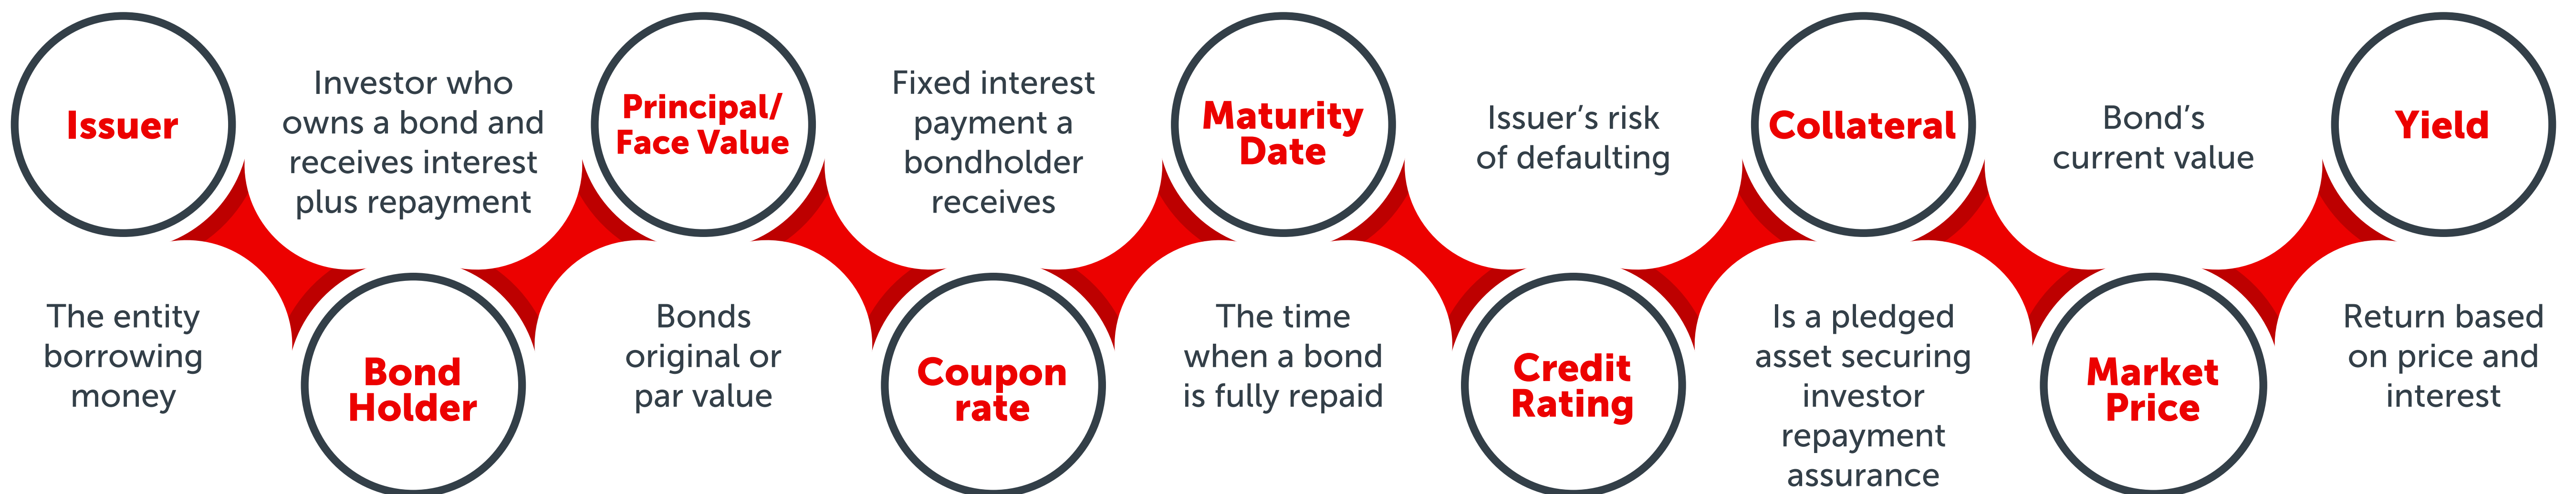 Issuer
The entity
borrowing
money
Investor who
owns a bond and
receives interest
plus repayment
Bond
Holder
Principal/
Face Value
Bonds
original or
par value
Fixed interest
payment a
bondholder
receives
Coupon
rate
Maturity
Date
The time
when a bond
is fully repaid
Issuer’s risk
of defaulting
Credit
Rating
Collateral
Is a pledged
asset securing
investor
repayment
assurance
Bond’s
current value
Market
Price
Yield
Return based
on price and
interest